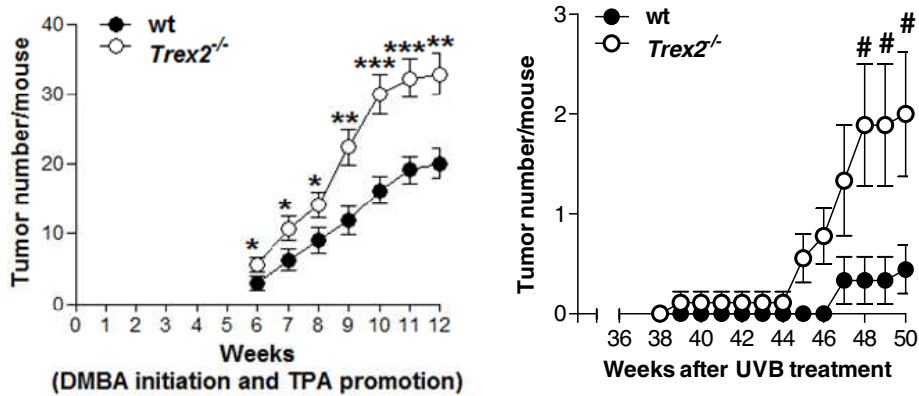 40
30
20
10
0
Tumor number/mouse
wt
Trex2-/-
* * * ** *** *** **
0 1 2 3 4 5 6 7 8 9 10 11 12
Weeks
(DMBA initiation and TPA promotion)
3
2
1
0
Tumor number/mouse
wt
Trex2-/-
# # #
36 38 40 42 44 46 48 50
Weeks after UVB treatment